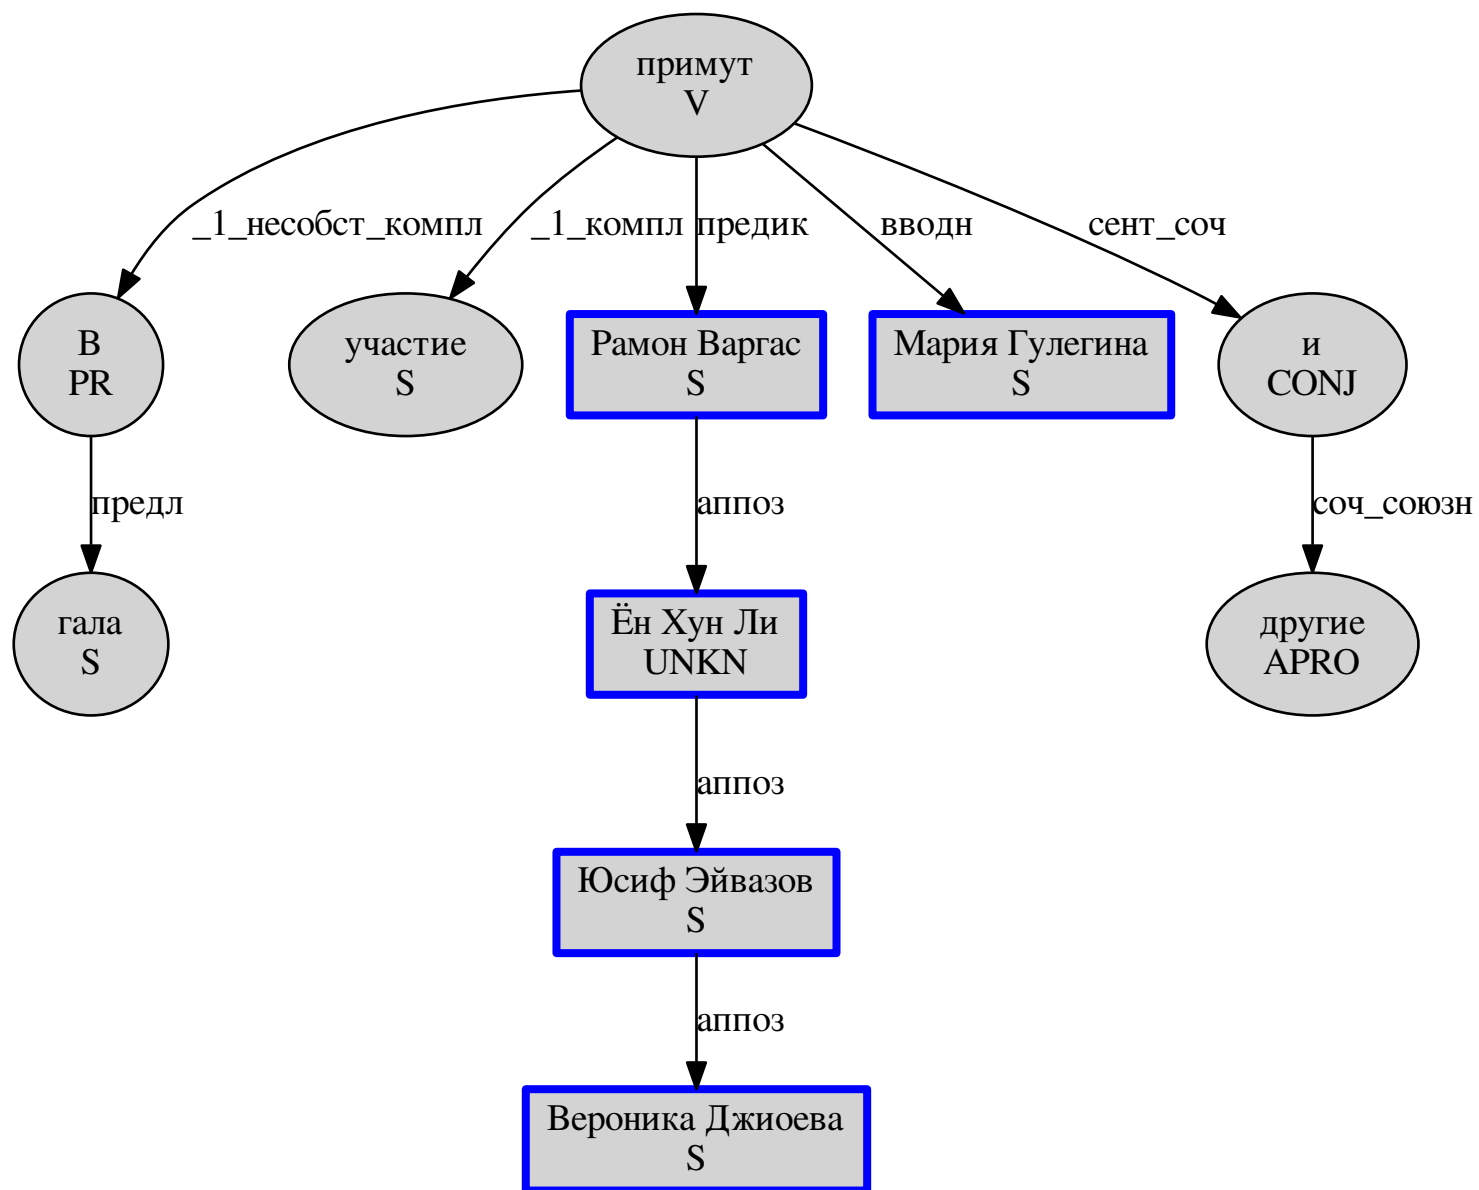 примут
V
_1_несобст_компл
_1_компл
предик
вводн
сент_соч
В
PR
участие
S
Рамон Варгас
S
Мария Гулегина
S
и
CONJ
предл
аппоз
соч_союзн
гала
S
Ён Хун Ли
UNKN
другие
APRO
аппоз
Юсиф Эйвазов
S
аппоз
Вероника Джиоева
S